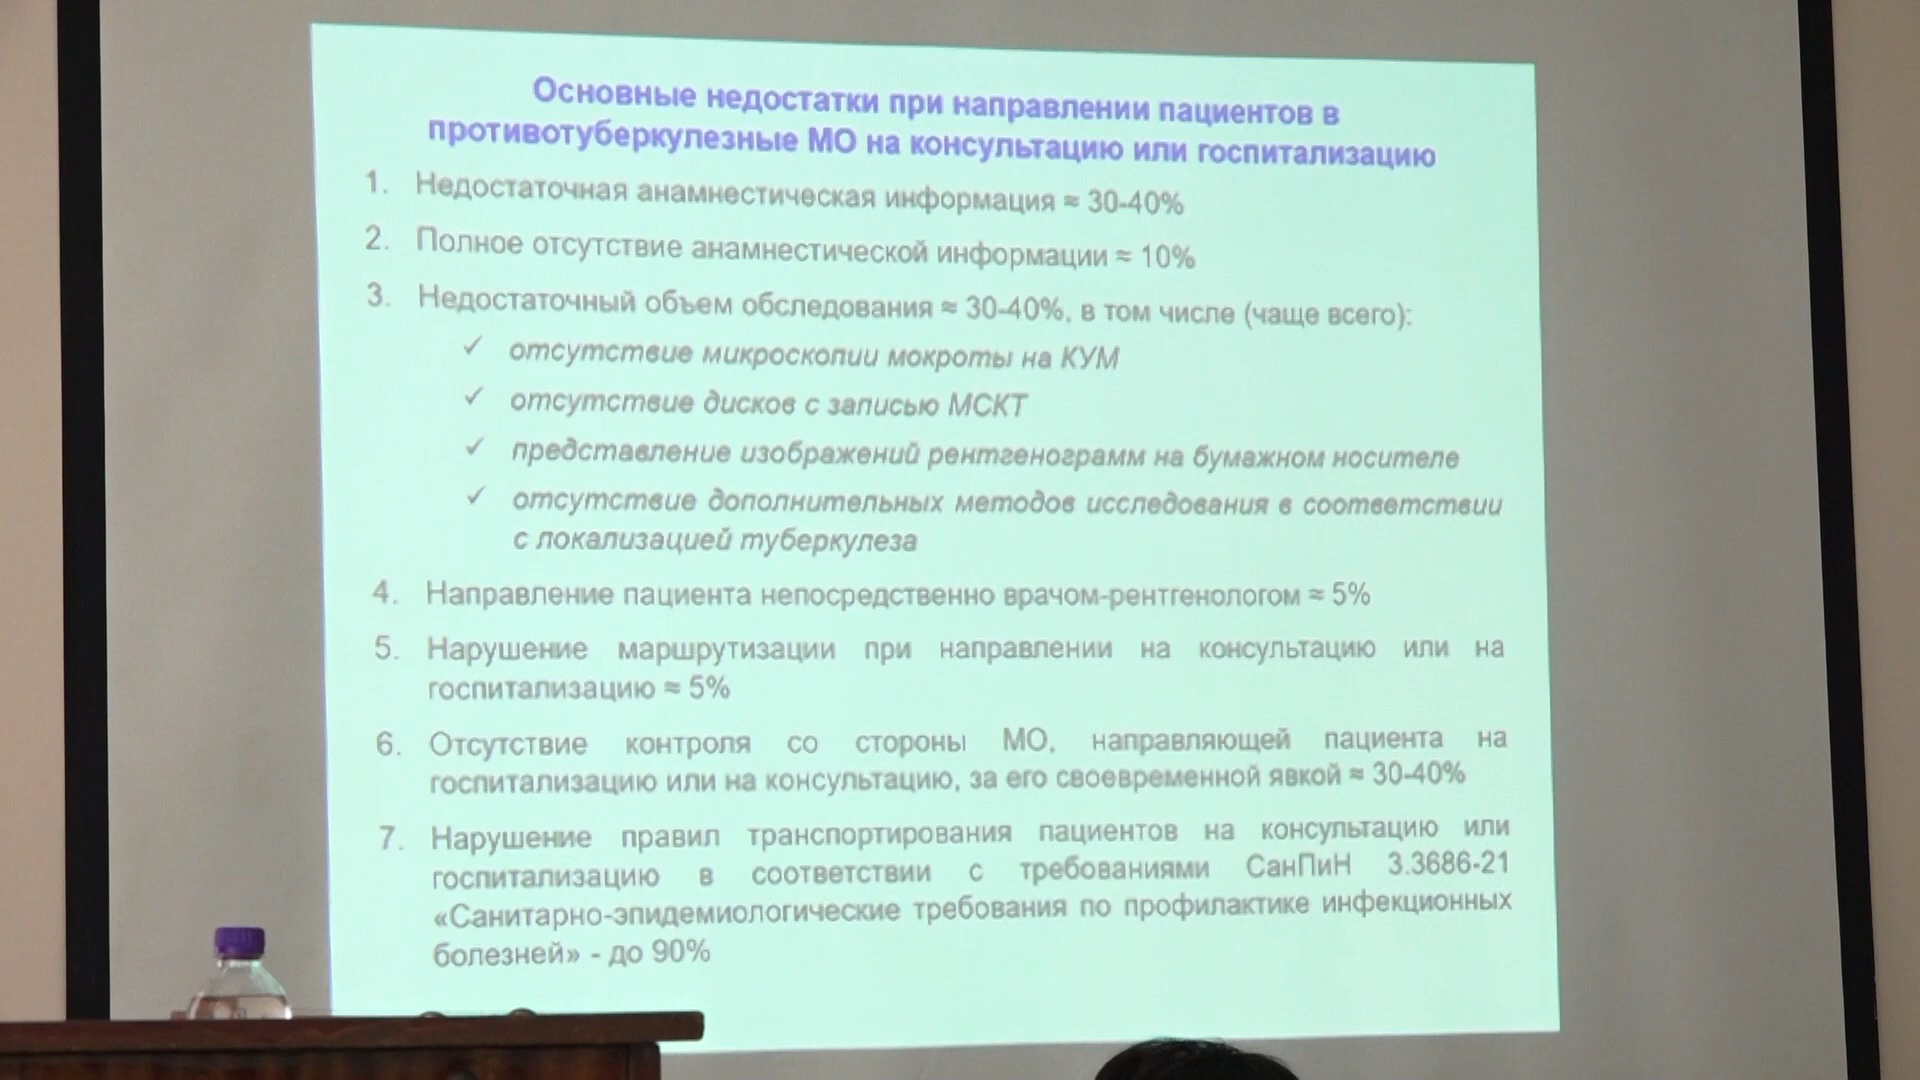 Основные недостатки при направлении пациентов в
противотуберкулезные МО на консультацию или госпитализацию
1. Недостаточная анамнестическая информация ≈ 30-40%
2. Полное отсутствие анамнестической информации ≈ 10%
3. Недостаточный объем обследования ≈ 30-40%, в том числе (чаще всего):
✓ отсутствие микроскопии мокроты на КУМ
✓ отсутствие дисков с записью МСКТ
✓ представление изображений рентгенограмм на бумажном носителе
✓ отсутствие дополнительных методов исследования в соответствии
с локализацией туберкулеза
4. Направление пациента непосредственно врачом-рентгенологом ≈ 5%
5. Нарушение маршрутизации при направлении на консультацию или на
госпитализацию ≈ 5%
6. Отсутствие контроля со стороны МО, направляющей пациента на
госпитализацию или на консультацию, за его своевременной явкой ≈ 30-40%
7. Нарушение правил транспортирования пациентов на консультацию или
госпитализацию в соответствии с требованиями СанПиН 3.3686-21
«Санитарно-эпидемиологические требования по профилактике инфекционных
болезней» - до 90%